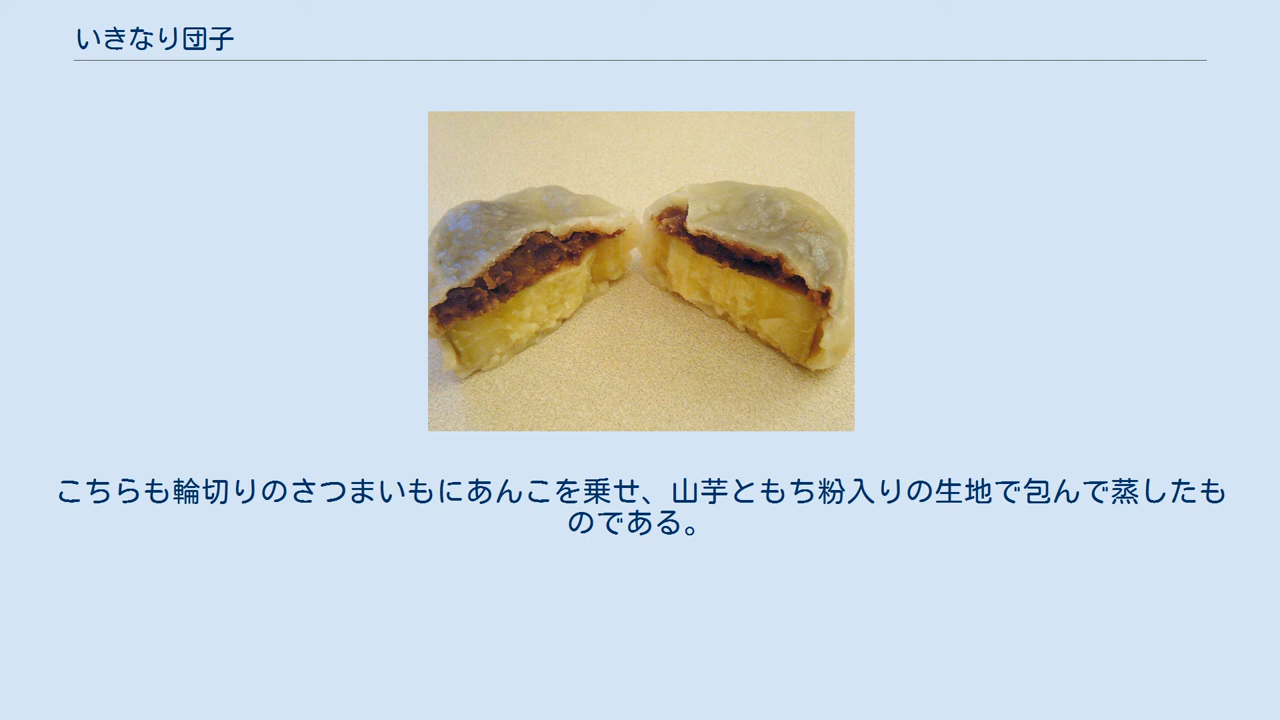 いきなり団子
こちらも輪切りのさつまいもにあんこを乗せ、山芋ともち粉入りの生地で包んで蒸したも
のである。